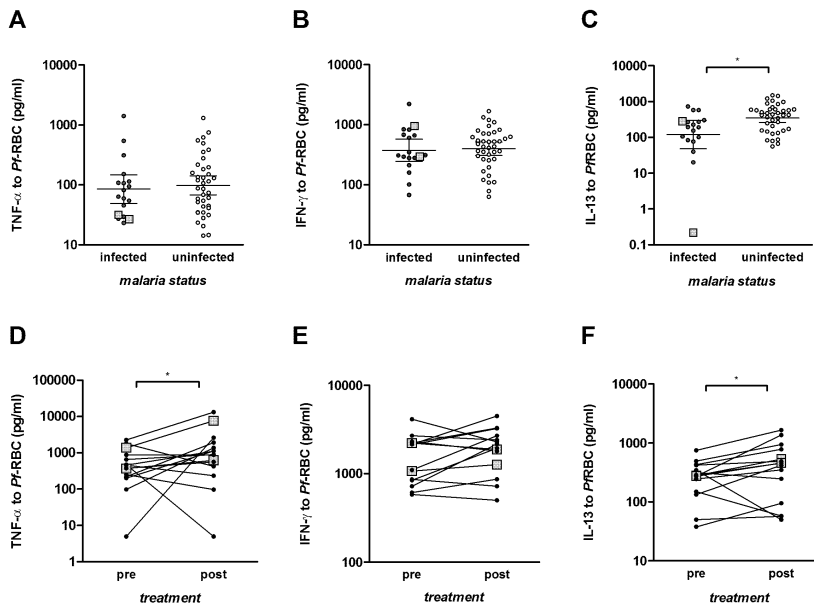 A
TNF-α to Pf-RBC (pg/ml)
10000
1000
100
10
infected
uninfected
malaria status
B
IFN-γ to Pf-RBC (pg/ml)
10000
1000
100
10
infected
uninfected
malaria status
C
IL-13 to PfRBC (pg/ml)
10000
1000
100
10
1
0.1
*
infected
uninfected
malaria status
D
TNF-α to Pf-RBC (pg/ml)
100000
10000
1000
100
10
1
*
pre
post
treatment
E
IFN-γ to Pf-RBC (pg/ml)
10000
1000
100
pre
post
treatment
F
IL-13 to PfRBC (pg/ml)
10000
1000
100
10
*
pre
post
treatment